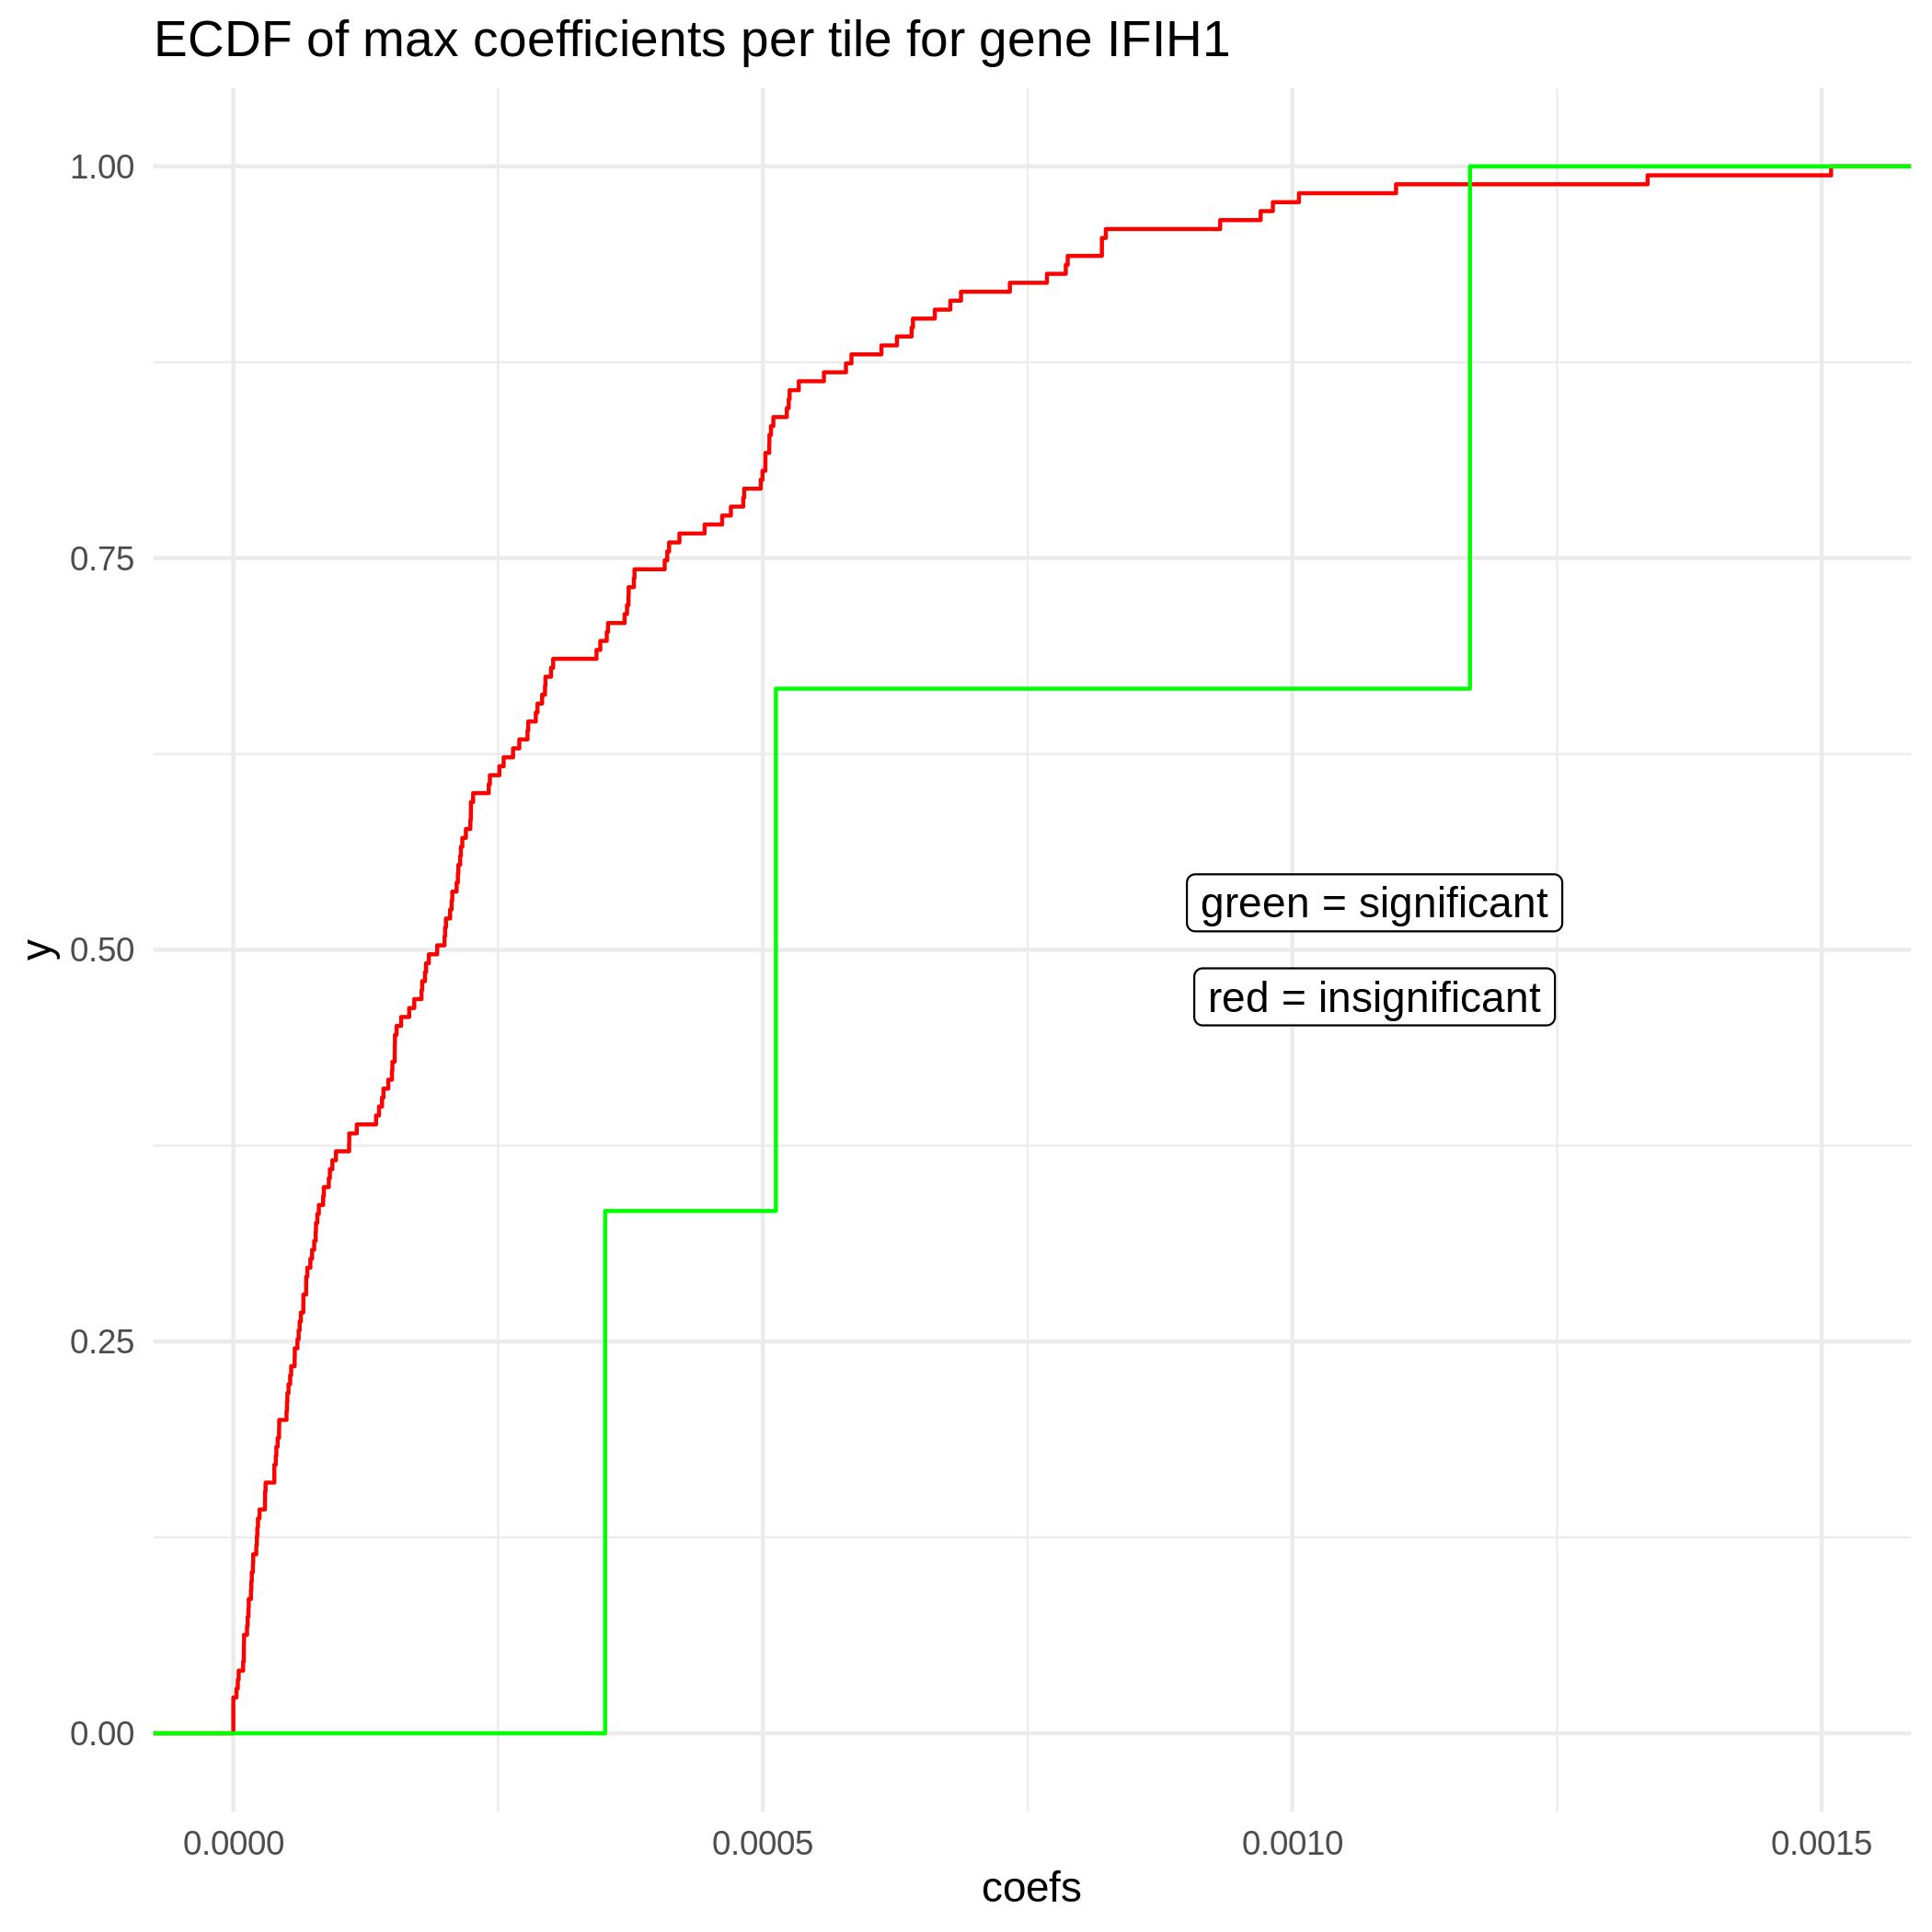 ECDF of max coefficients per tile for gene IFIH1
1.00
0.75
0.50
0.25
0.00
y
green = significant
red = insignificant
0.0000 0.0005 0.0010 0.0015
coefs